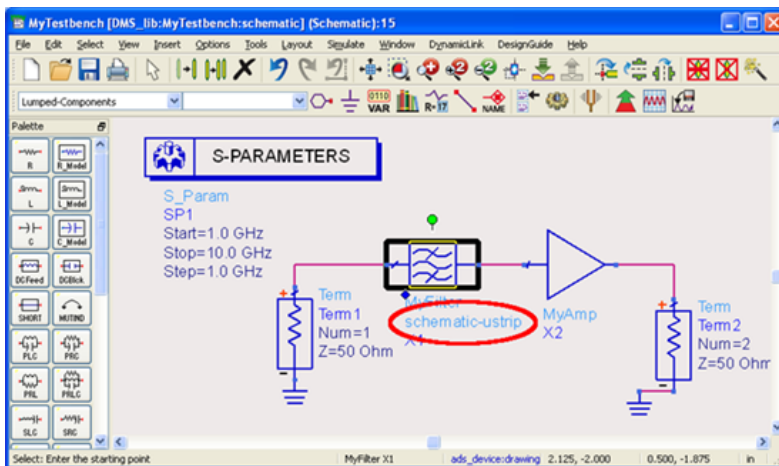 MyTestbench [DMS_lib:MyTestbench:schematic] (Schematic):15
File Edit Select View Insert Options Tools Layout Simulate Window DynamicLink DesignGuide Help
0110 VAR R=17 NAME
Lumped-Components
Palette
R R_Model
L L_Model
C C_Model
DCFeed DCBlck
SHORT MUTIND
PLC PRC
PRL PRLC
SLC SRC
S-PARAMETERS
S_Param
SP1
Start=1.0 GHz
Stop=10.0 GHz
Step=1.0 GHz
Term
Term1
Num=1
Z=50 Ohm
MyFilter
schematic-ustrip
X1
MyAmp
X2
Term
Term2
Num=2
Z=50 Ohm
Select: Enter the starting point MyFilter X1 ads_device:drawing 2.125, -2.000 0.500, -1.875 in